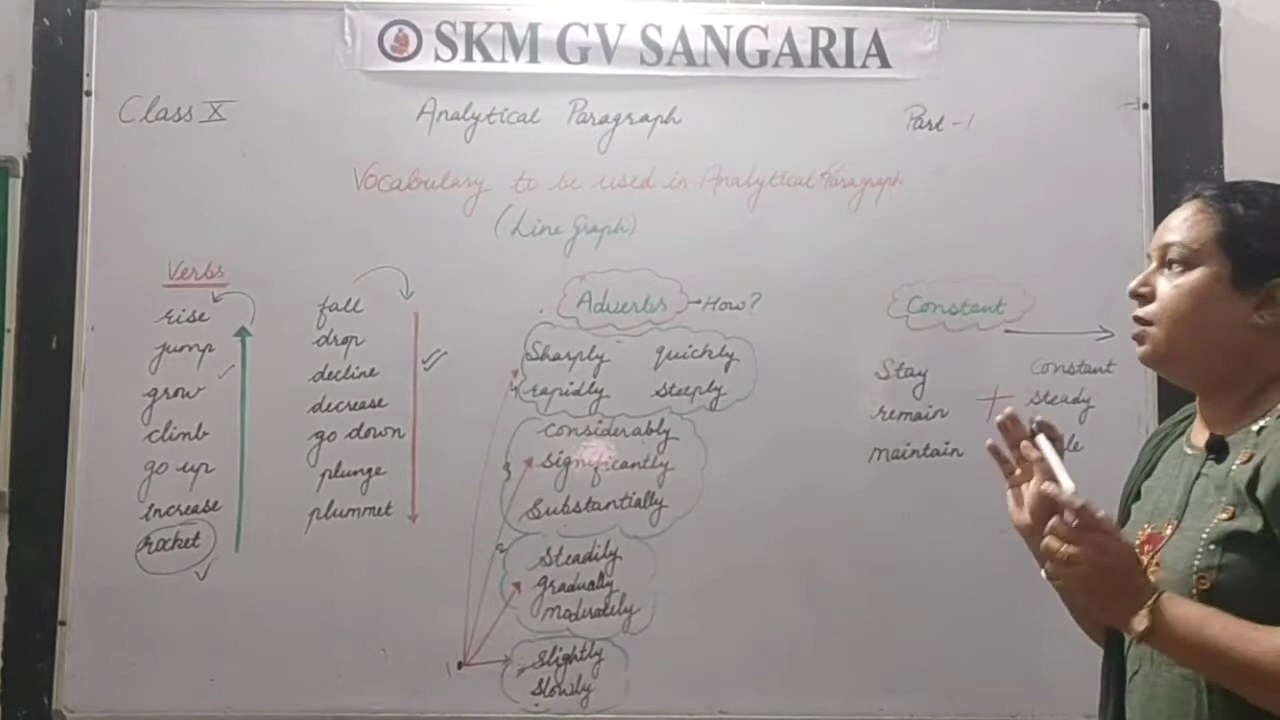 SKM GV SANGARIA
Class X
Analytical Paragraph
Part-1
Vocabulary to be used in Analytical Paragraph
(Line Graph)
Verbs
rise
jump
grow
climb
go up
increase
rocket
fall
drop
decline
decrease
go down
plunge
plummet
Adverbs → How?
Sharply quickly
rapidly steeply
considerably
significantly
Substantially
Steadily
gradually
moderately
Slightly
Slowly
Constant
Stay
remain
maintain
+
Constant
steady